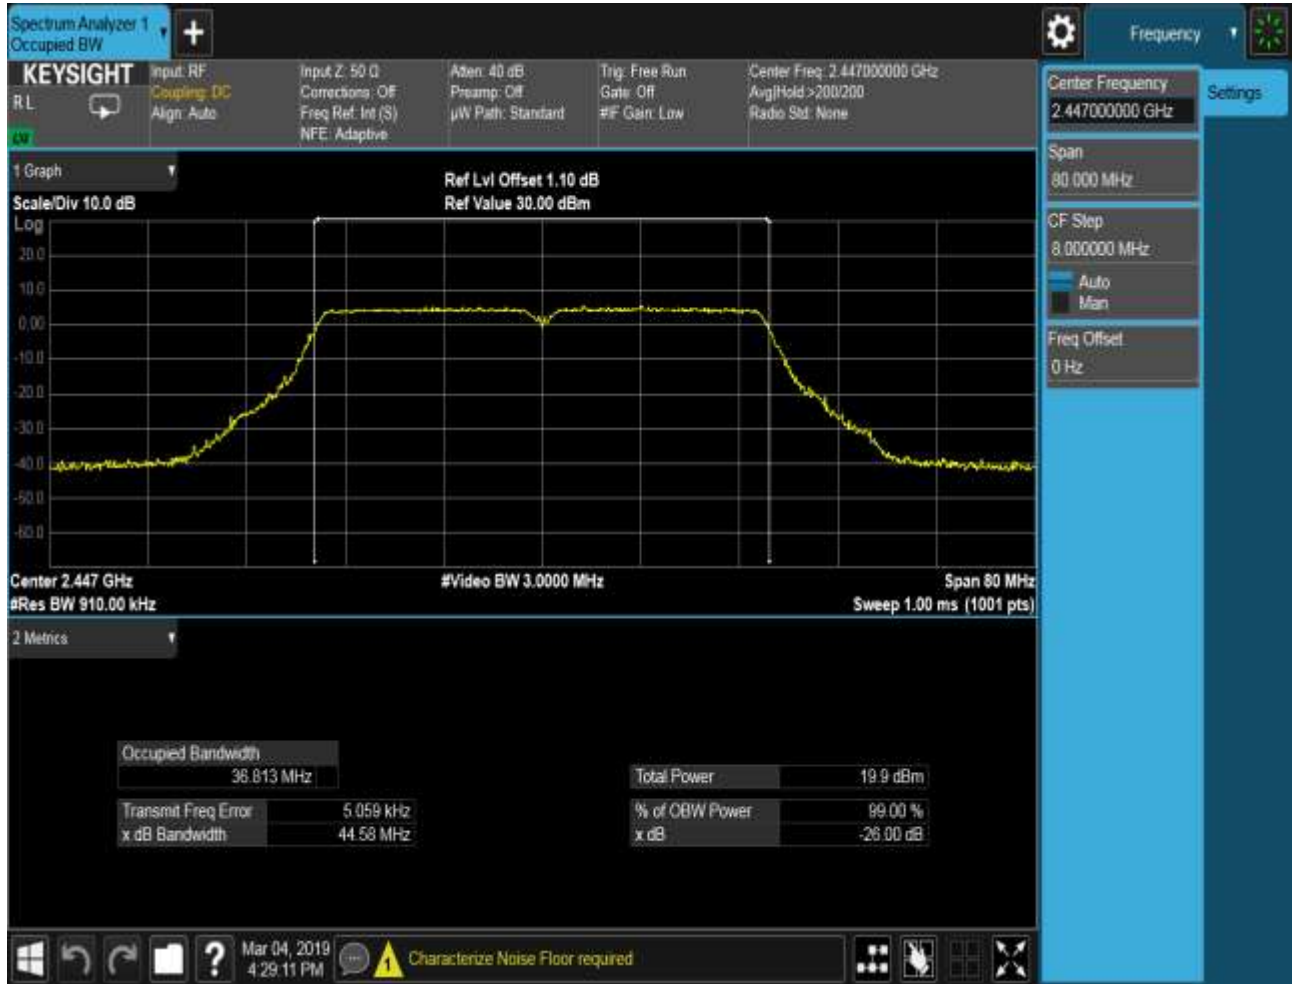 Spectrum Analyzer 1
Occupied BW
Frequency
KEYSIGHT
R L
Input: RF
Coupling: DC
Align: Auto
Input Z: 50 Ω
Corrections: Off
Freq Ref: Int (S)
NFE: Adaptive
Atten: 40 dB
Preamp: Off
µW Path: Standard
Trig: Free Run
Gate: Off
#IF Gain: Low
Center Freq: 2.447000000 GHz
Avg|Hold:>200/200
Radio Std: None
Center Frequency
2.447000000 GHz
Settings
Span
80.000 MHz
CF Step
8.000000 MHz
Auto
Man
Freq Offset
0 Hz
1 Graph
Scale/Div 10.0 dB
Ref Lvl Offset 1.10 dB
Ref Value 30.00 dBm
Log
20.0
10.0
0.00
-10.0
-20.0
-30.0
-40.0
-50.0
-60.0
Center 2.447 GHz
#Video BW 3.0000 MHz
Span 80 MHz
#Res BW 910.00 kHz
Sweep 1.00 ms (1001 pts)
2 Metrics
Occupied Bandwidth
36.813 MHz
Transmit Freq Error 5.059 kHz
x dB Bandwidth 44.58 MHz
Total Power 19.9 dBm
% of OBW Power 99.00 %
x dB -26.00 dB
?
Mar 04, 2019
4:29:11 PM
1
Characterize Noise Floor required